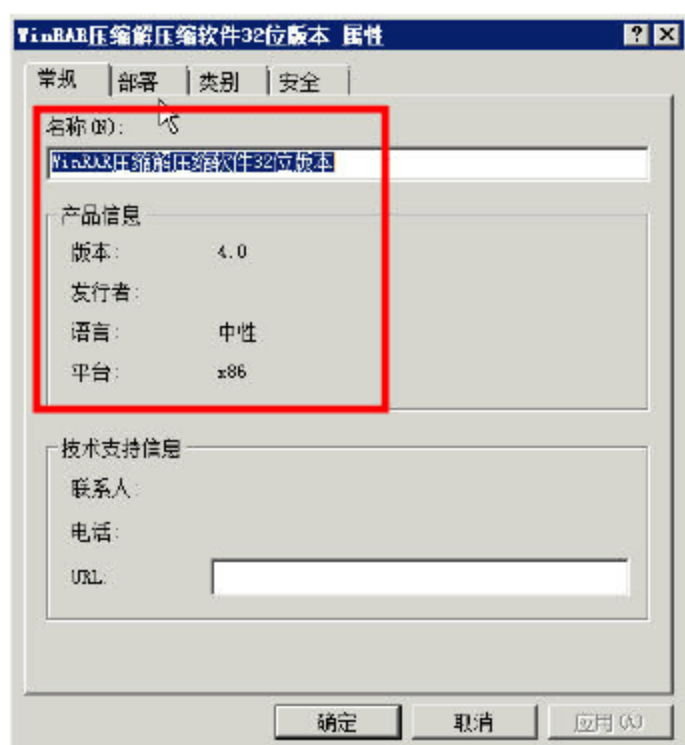 WinRAR压缩解压缩软件32位版本 属性
常规 部署 类别 安全
名称(N):
WinRAR压缩解压缩软件32位版本
产品信息
版本: 4.0
发行者:
语言: 中性
平台: x86
技术支持信息
联系人:
电话:
URL:
确定 取消 应用(A)